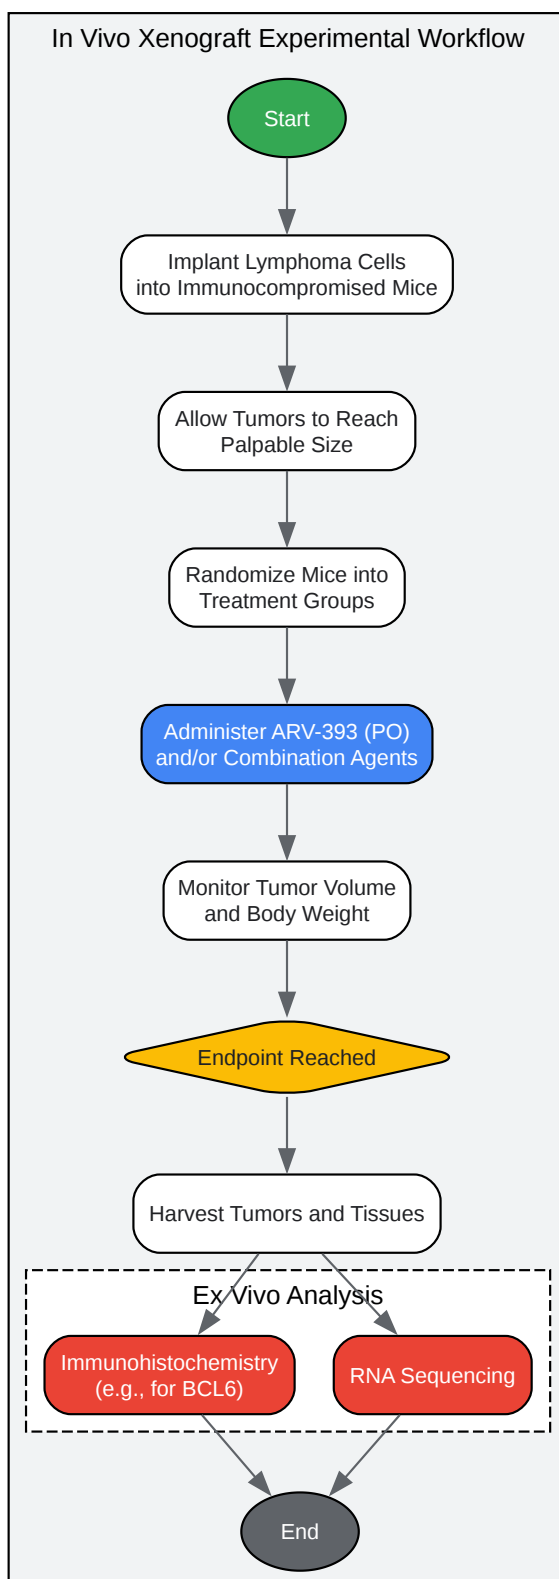 In Vivo Xenograft Experimental Workflow
Start
Implant Lymphoma Cells
into Immunocompromised Mice
Allow Tumors to Reach
Palpable Size
Randomize Mice into
Treatment Groups
Administer ARV-393 (PO)
and/or Combination Agents
Monitor Tumor Volume
and Body Weight
Endpoint Reached
Harvest Tumors and Tissues
Ex Vivo Analysis
Immunohistochemistry
(e.g., for BCL6)
RNA Sequencing
End